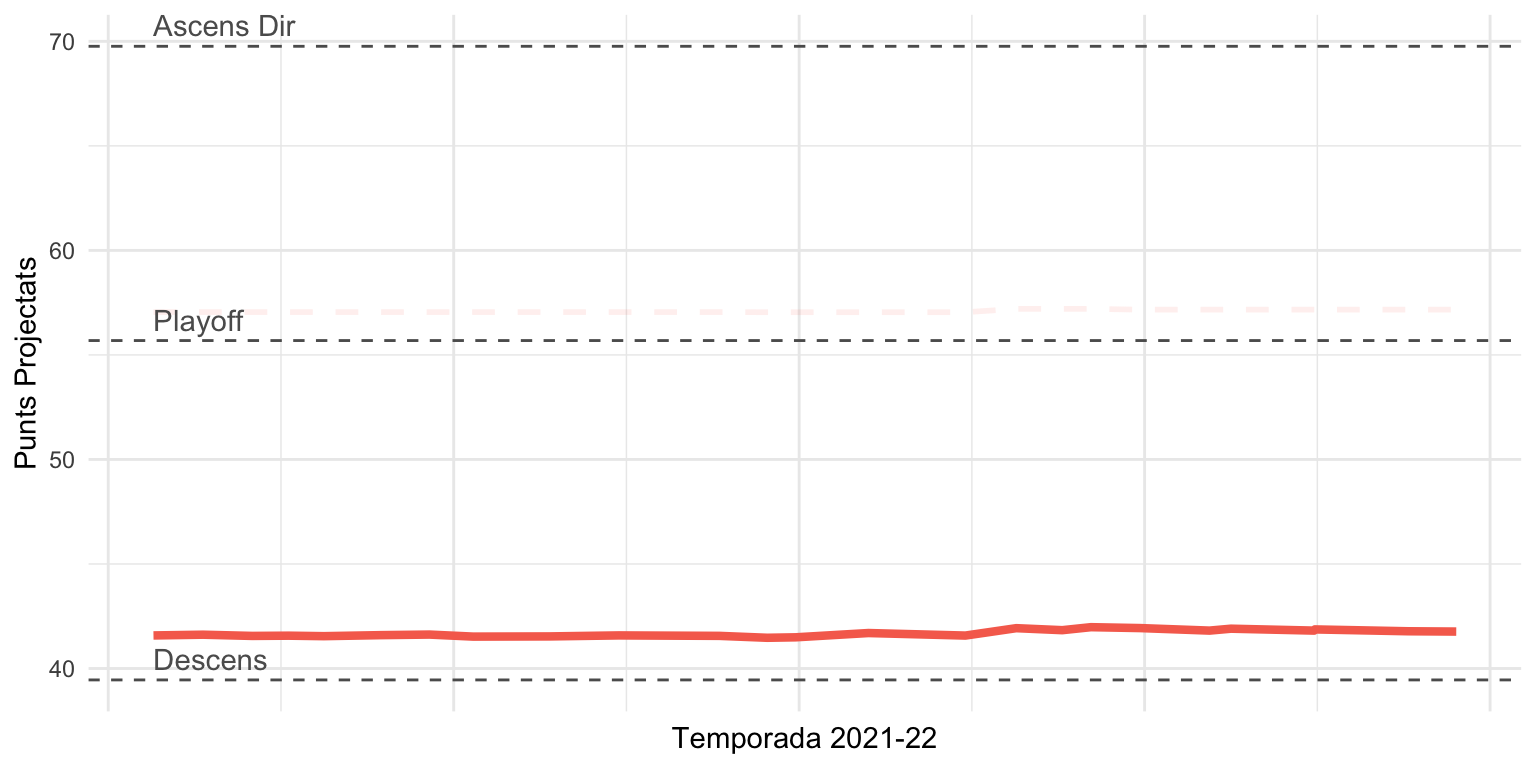 Ascens Dir
70
60
Playoff
50
Descens
40
Punts Projectats
Temporada 2021-22